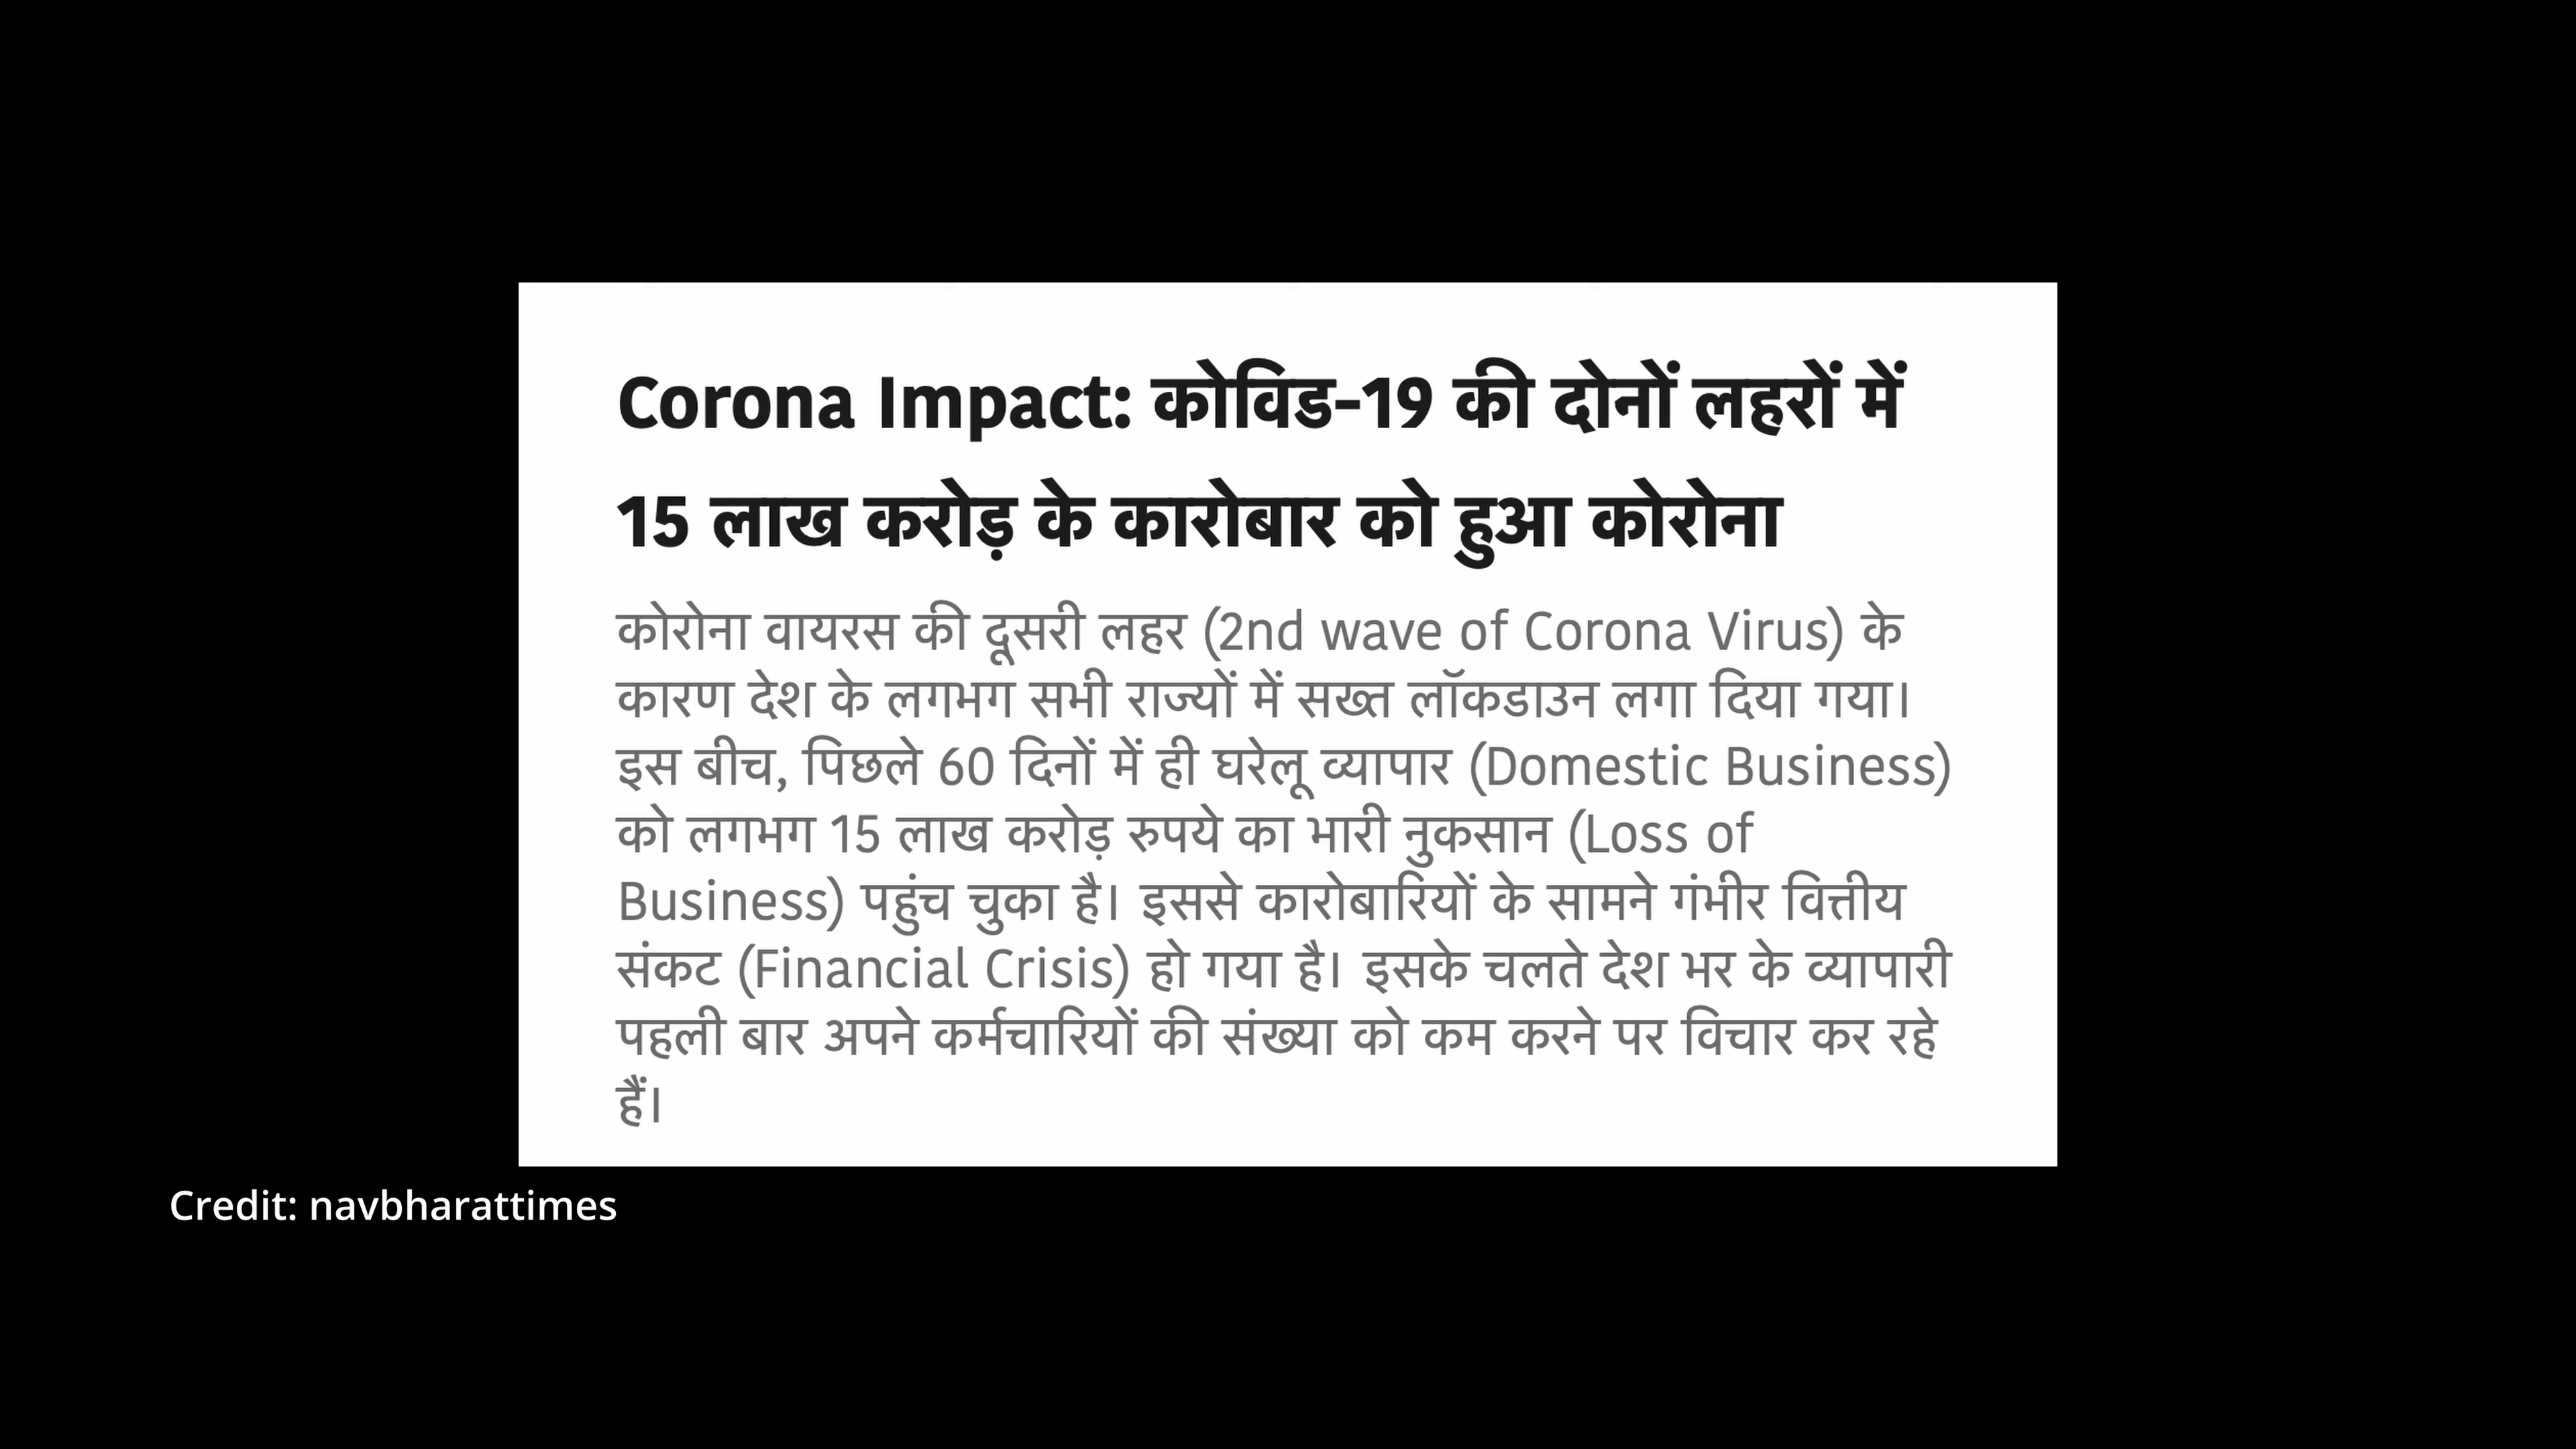 Corona Impact: कोविड-19 की दोनों लहरों में
15 लाख करोड़ के कारोबार को हुआ कोरोना
कोरोना वायरस की दूसरी लहर (2nd wave of Corona Virus) के
कारण देश के लगभग सभी राज्यों में सख्त लॉकडाउन लगा दिया गया।
इस बीच, पिछले 60 दिनों में ही घरेलू व्यापार (Domestic Business)
को लगभग 15 लाख करोड़ रुपये का भारी नुकसान (Loss of
Business) पहुंच चुका है। इससे कारोबारियों के सामने गंभीर वित्तीय
संकट (Financial Crisis) हो गया है। इसके चलते देश भर के व्यापारी
पहली बार अपने कर्मचारियों की संख्या को कम करने पर विचार कर रहे
हैं।
Credit: navbharattimes